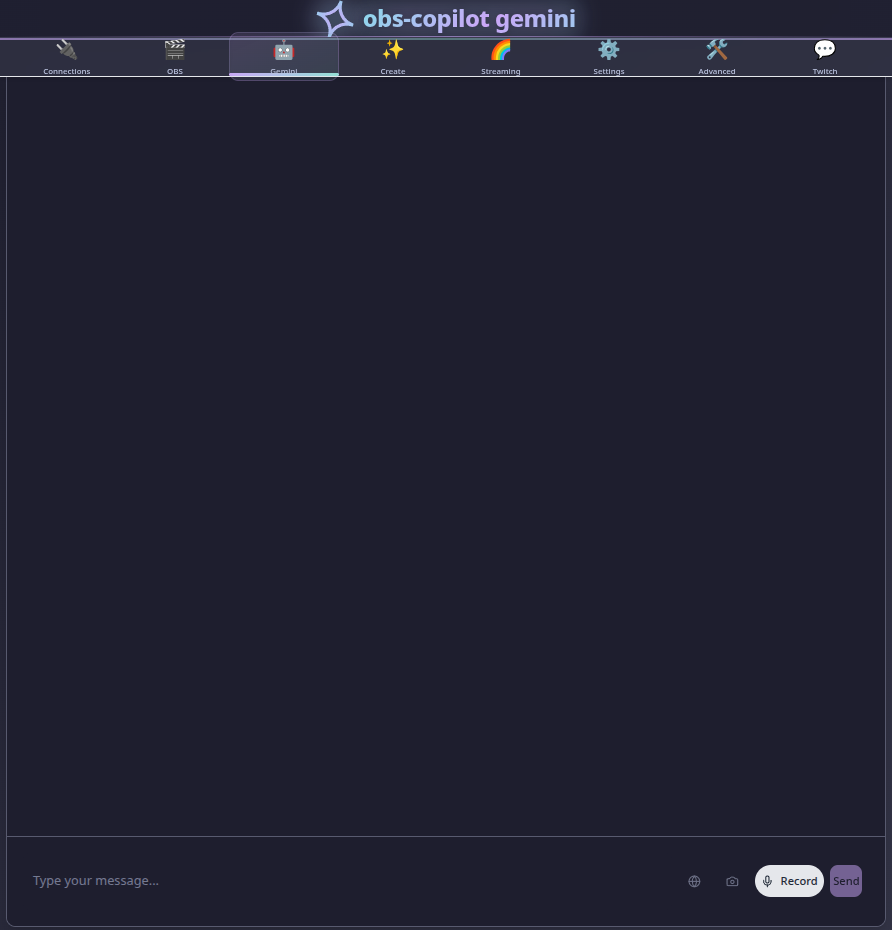 obs-copilot gemini
Connections
OBS
Gemini
Create
Streaming
Settings
Advanced
Twitch
Type your message...
Record
Send